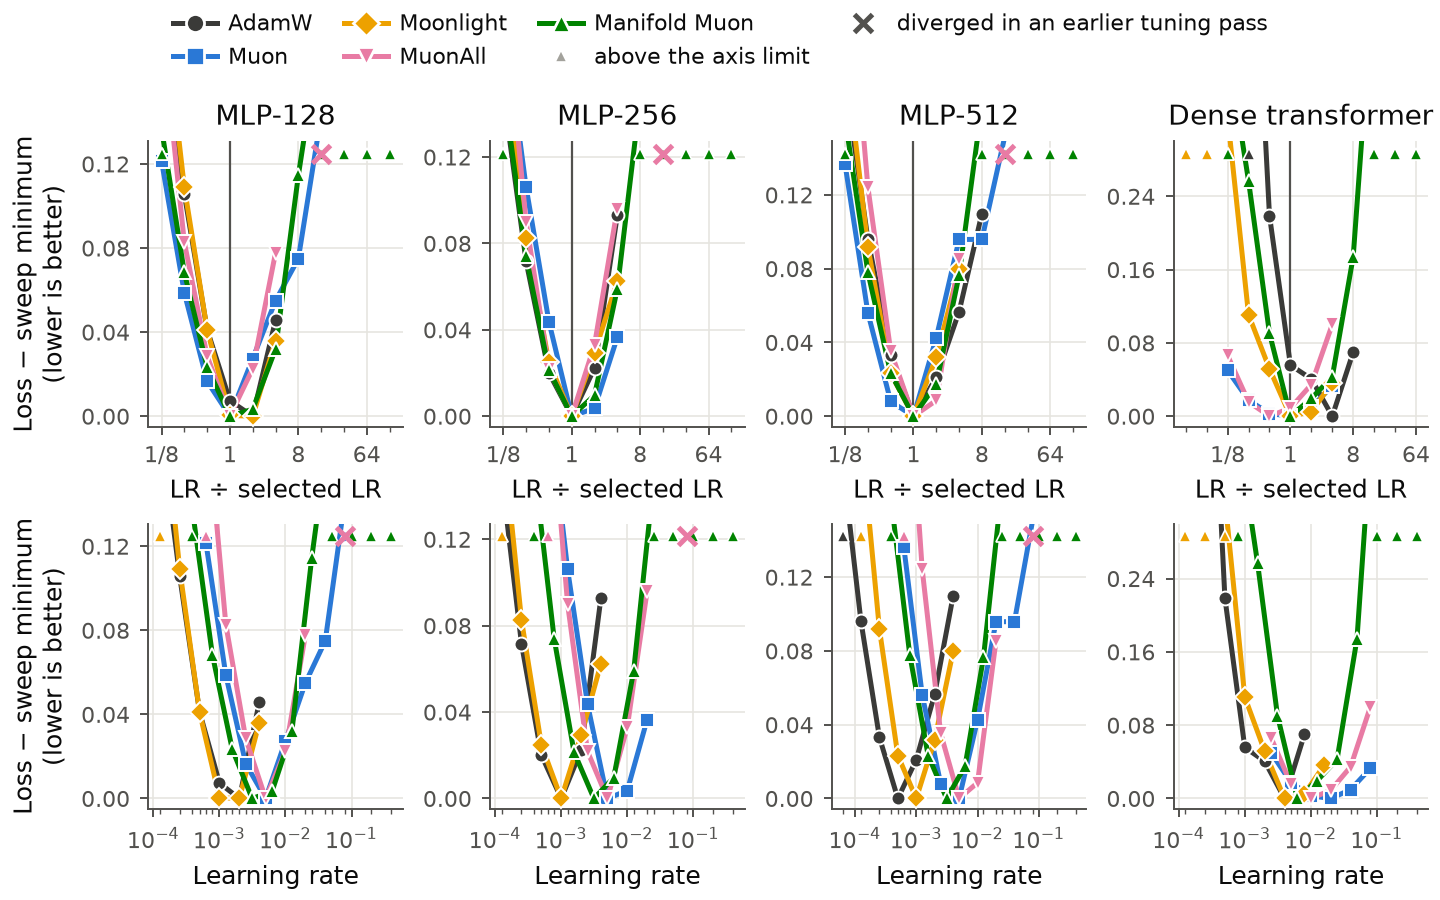 AdamW
Moonlight
Manifold Muon
diverged in an earlier tuning pass
Muon
MuonAll
above the axis limit
MLP-128
MLP-256
MLP-512
Dense transformer
Loss − sweep minimum
(lower is better)
0.12
0.08
0.04
0.00
1/8
1
8
64
LR ÷ selected LR
0.12
0.08
0.04
0.00
1/8
1
8
64
LR ÷ selected LR
0.12
0.08
0.04
0.00
1/8
1
8
64
LR ÷ selected LR
0.24
0.16
0.08
0.00
1/8
1
8
64
LR ÷ selected LR
Loss − sweep minimum
(lower is better)
0.12
0.08
0.04
0.00
10⁻⁴
10⁻³
10⁻²
10⁻¹
Learning rate
0.12
0.08
0.04
0.00
10⁻⁴
10⁻³
10⁻²
10⁻¹
Learning rate
0.12
0.08
0.04
0.00
10⁻⁴
10⁻³
10⁻²
10⁻¹
Learning rate
0.24
0.16
0.08
0.00
10⁻⁴
10⁻³
10⁻²
10⁻¹
Learning rate